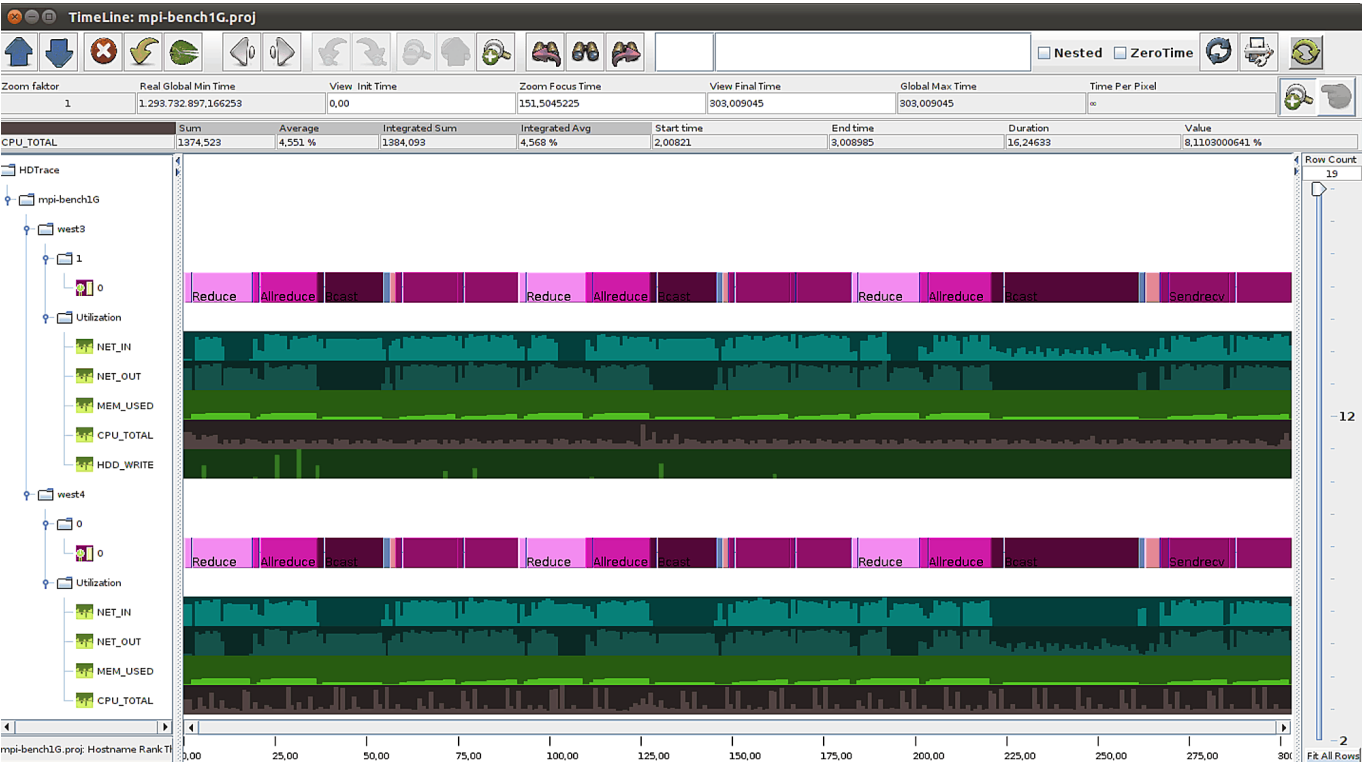 TimeLine: mpi-bench1G.proj
Nested ZeroTime
Zoom faktor Real Global Min Time View Init Time Zoom Focus Time View Final Time Global Max Time Time Per Pixel
1 1.293.732.897,166253 0,00 151,5045225 303,009045 303,009045 ∞
Sum Average Integrated Sum Integrated Avg Start time End time Duration Value
CPU_TOTAL 1374,523 4,551 % 1384,093 4,568 % 2,00821 3,008985 16,24633 8,1103000641 %
HDTrace Row Count
19
mpi-bench1G
west3
1
0 Reduce Allreduce Bcast Reduce Allreduce Bcast Reduce Allreduce Bcast Sendrecv
Utilization
NET_IN
NET_OUT
MEM_USED
12
CPU_TOTAL
HDD_WRITE
west4
0
0 Reduce Allreduce Bcast Reduce Allreduce Bcast Reduce Allreduce Bcast Sendrecv
Utilization
NET_IN
NET_OUT
MEM_USED
CPU_TOTAL
2
mpi-bench1G.proj: Hostname Rank
,00 25,00 50,00 75,00 100,00 125,00 150,00 175,00 200,00 225,00 250,00 275,00 30
Fit All Rows